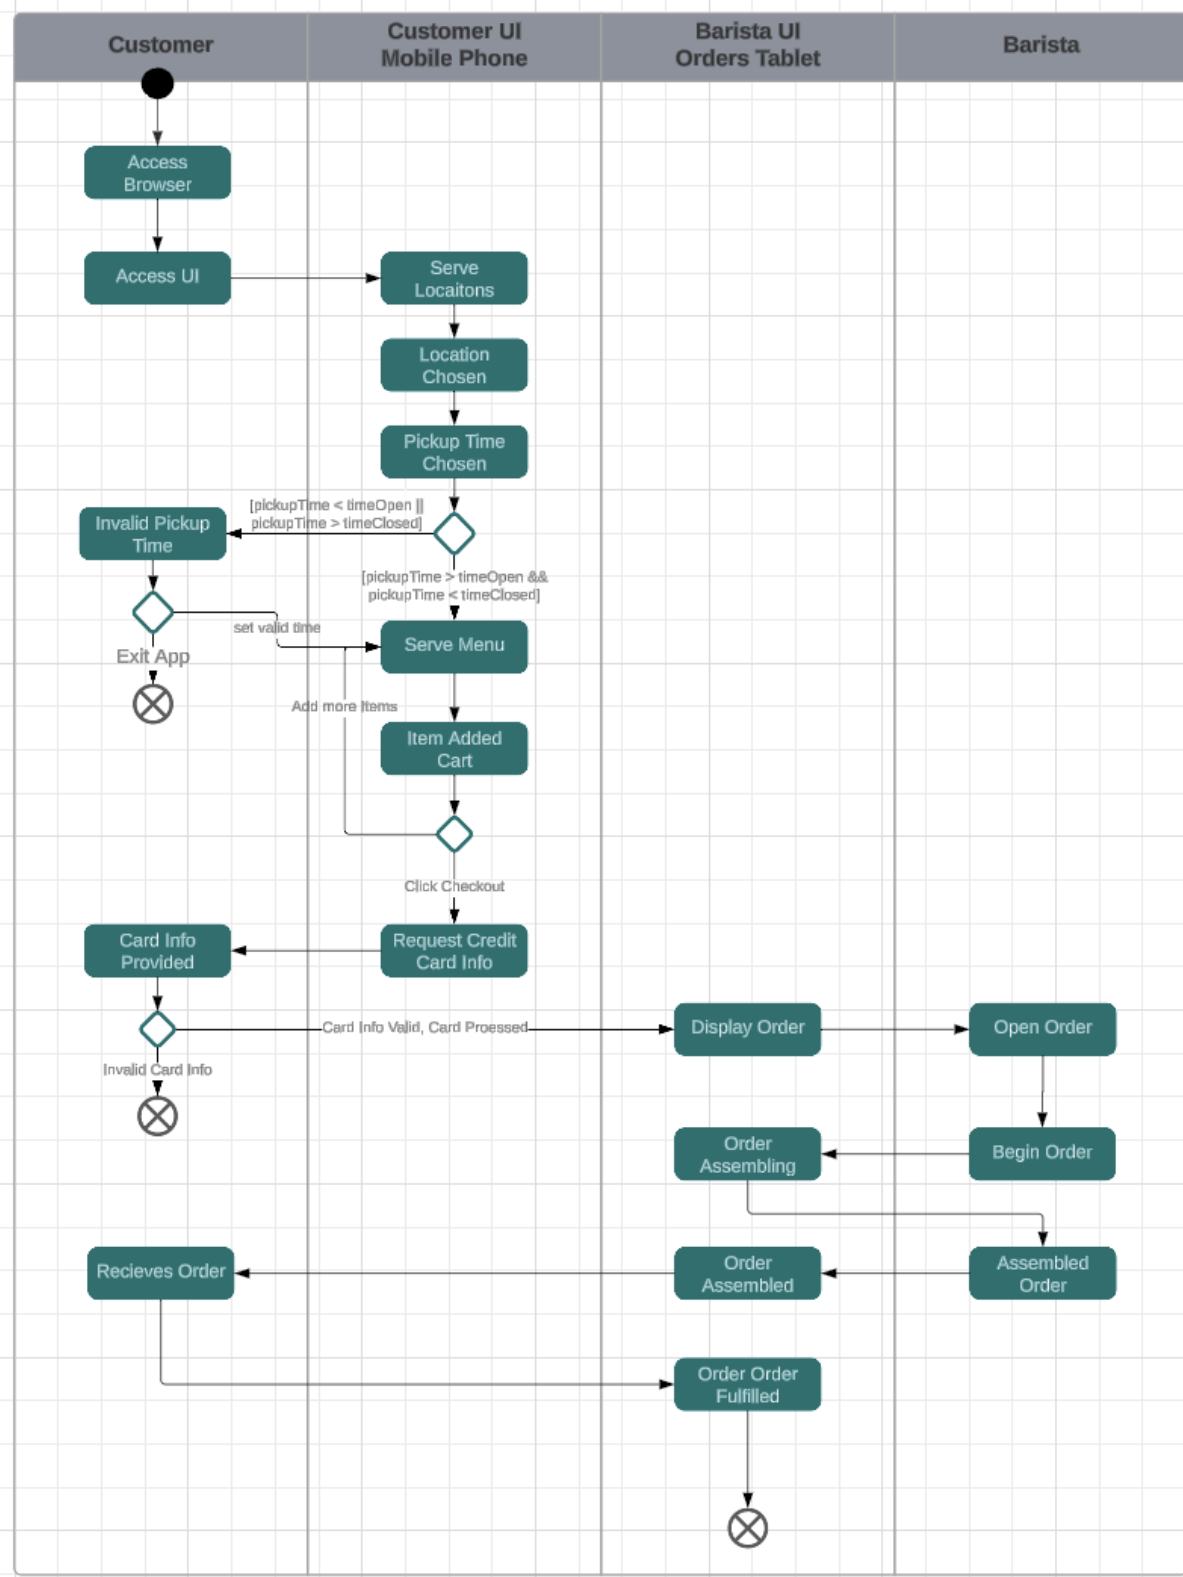 Customer
Customer UI
Mobile Phone
Barista UI
Orders Tablet
Barista
Access
Browser
Access UI
Serve
Locaitons
Location
Chosen
Pickup Time
Chosen
[pickupTime < timeOpen ||
pickupTime > timeClosed]
Invalid Pickup
Time
[pickupTime > timeOpen &&
pickupTime < timeClosed]
set valid time
Exit App
Serve Menu
Add more Items
Item Added
Cart
Click Checkout
Card Info
Provided
Request Credit
Card Info
Card Info Valid, Card Proessed
Display Order
Open Order
Invalid Card Info
Order
Assembling
Begin Order
Recieves Order
Order
Assembled
Assembled
Order
Order Order
Fulfilled